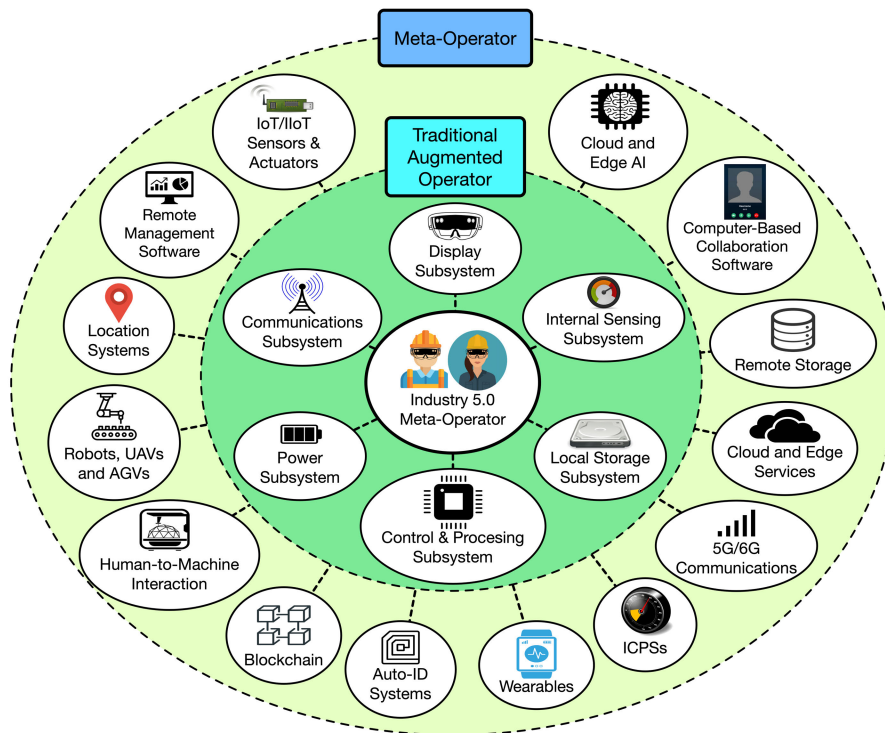 Meta-Operator
IoT/IIoT
Sensors &
Actuators
Cloud and
Edge AI
Traditional
Augmented
Operator
Remote
Management
Software
Computer-Based
Collaboration
Software
Display
Subsystem
Communications
Subsystem
Internal Sensing
Subsystem
Location
Systems
Remote Storage
Industry 5.0
Meta-Operator
Robots, UAVs
and AGVs
Power
Subsystem
Local Storage
Subsystem
Cloud and Edge
Services
Control & Procesing
Subsystem
Human-to-Machine
Interaction
5G/6G
Communications
Blockchain
Auto-ID
Systems
Wearables
ICPSs